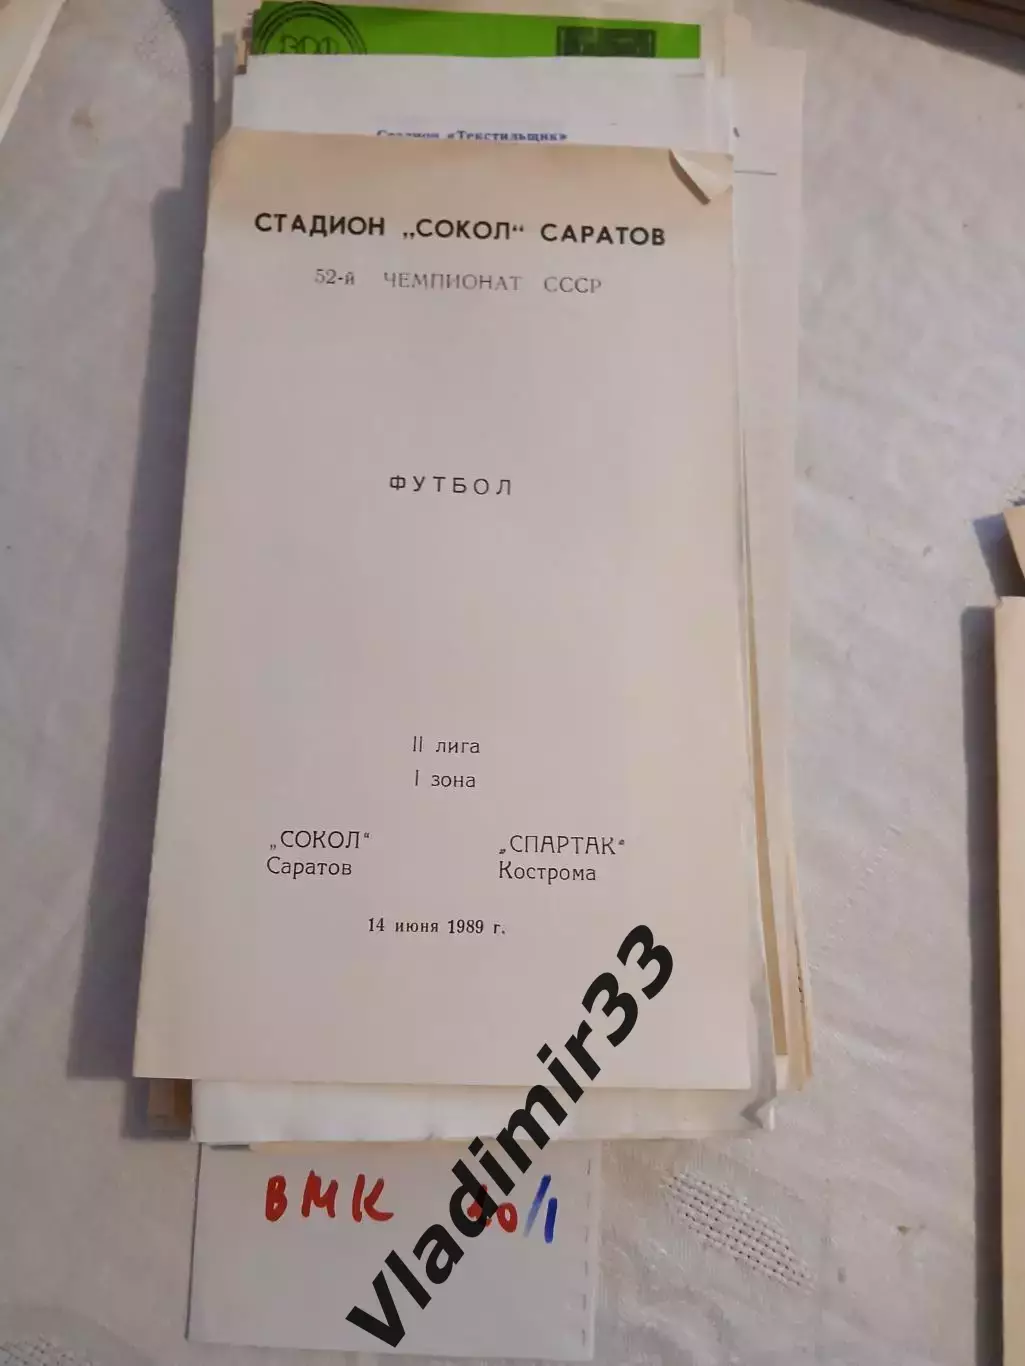 Стадион «Текстильщик»
СТАДИОН „СОКОЛ“ САРАТОВ
52-й ЧЕМПИОНАТ СССР
ФУТБОЛ
II лига
I зона
„СОКОЛ“ „СПАРТАК“
Саратов Кострома
14 июня 1989 г.
ВМК /1
Vladimir33